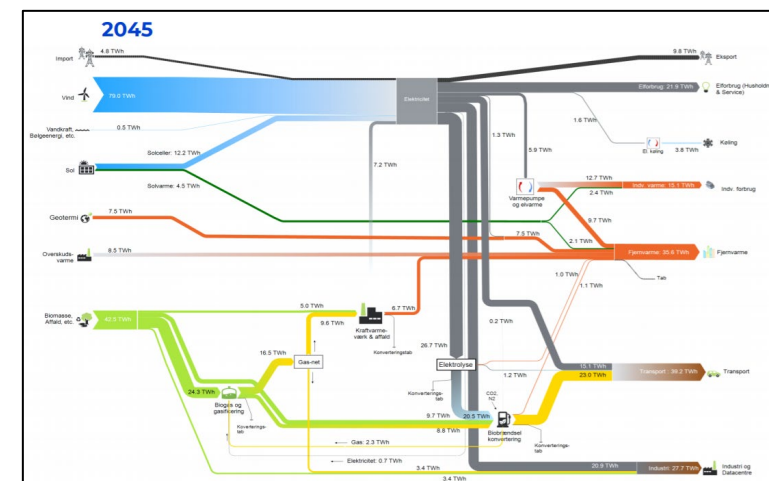 2045
Import
4.8 TWh
9.8 TWh
Eksport
Vind
79.0 TWh
Elektricitet
Elforbrug: 21.9 TWh
Elforbrug (Hushold
& Service)
Vandkraft,
Bølgeenergi, etc.
0.5 TWh
1.3 TWh
1.6 TWh
Solceller: 12.2 TWh
7.2 TWh
5.9 TWh
El. køling
3.8 TWh
Køling
Sol
Solvarme: 4.5 TWh
12.7 TWh
Indv. varme: 15.1 TWh
Indv. forbrug
Varmepumpe
og elvarme
2.4 TWh
Geotermi
7.5 TWh
9.7 TWh
7.5 TWh
Overskuds-
varme
8.5 TWh
2.1 TWh
Fjernvarme: 35.6 TWh
Fjernvarme
1.0 TWh
1.1 TWh
Tab
Biomasse,
Affald, etc.
42.0 TWh
5.0 TWh
9.6 TWh
6.7 TWh
Kraftvarme-
værk & affald
Konverteringstab
0.2 TWh
26.7 TWh
16.5 TWh
Gas-net
Elektrolyse
15.1 TWh
1.2 TWh
23.0 TWh
Transport : 38.2 TWh
Transport
24.3 TWh
Biogas og
gasificering
Konverterings-
tab
CO2,
N2
9.7 TWh
20.5 TWh
8.8 TWh
Biobrændsel
konvertering
Konverterings-
tab
Konverterings-
tab
Gas: 2.3 TWh
Elektricitet: 0.7 TWh
3.4 TWh
3.4 TWh
20.9 TWh
Industri: 27.7 TWh
Industri og
Datacentre